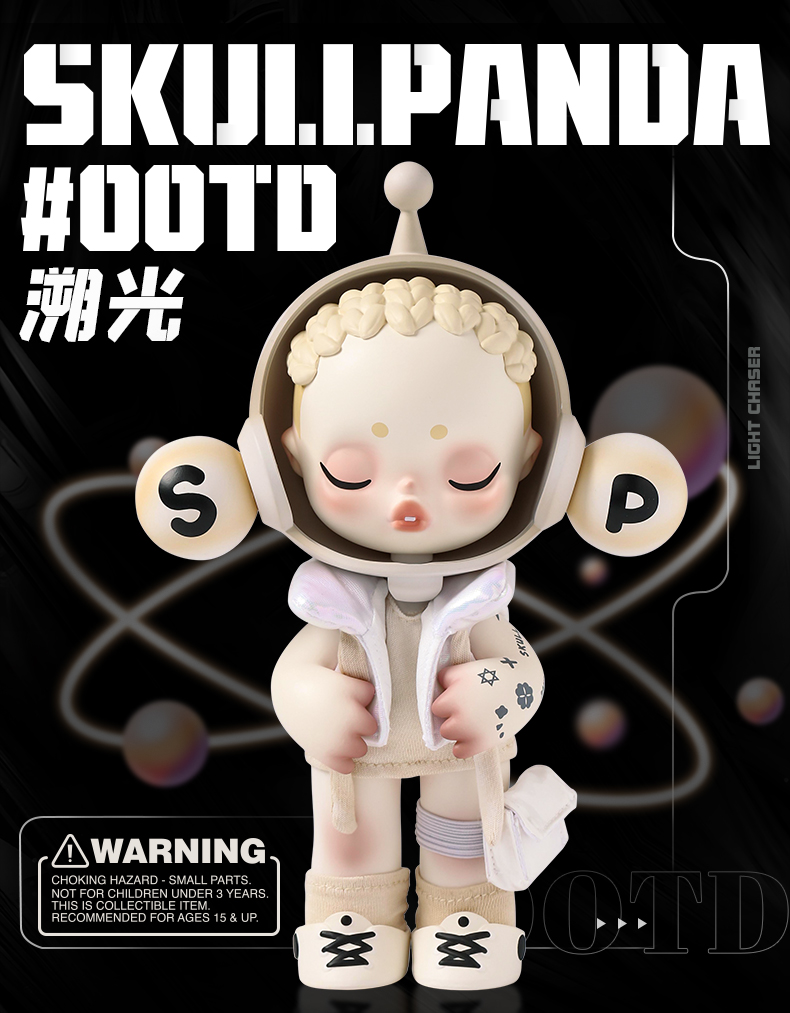 SKULLPANDA
#OOTD
溯光
LIGHT CHASER
S
P
SKULL
WARNING
CHOKING HAZARD - SMALL PARTS.
NOT FOR CHILDREN UNDER 3 YEARS.
THIS IS COLLECTIBLE ITEM.
RECOMMENDED FOR AGES 15 & UP.
OOTD